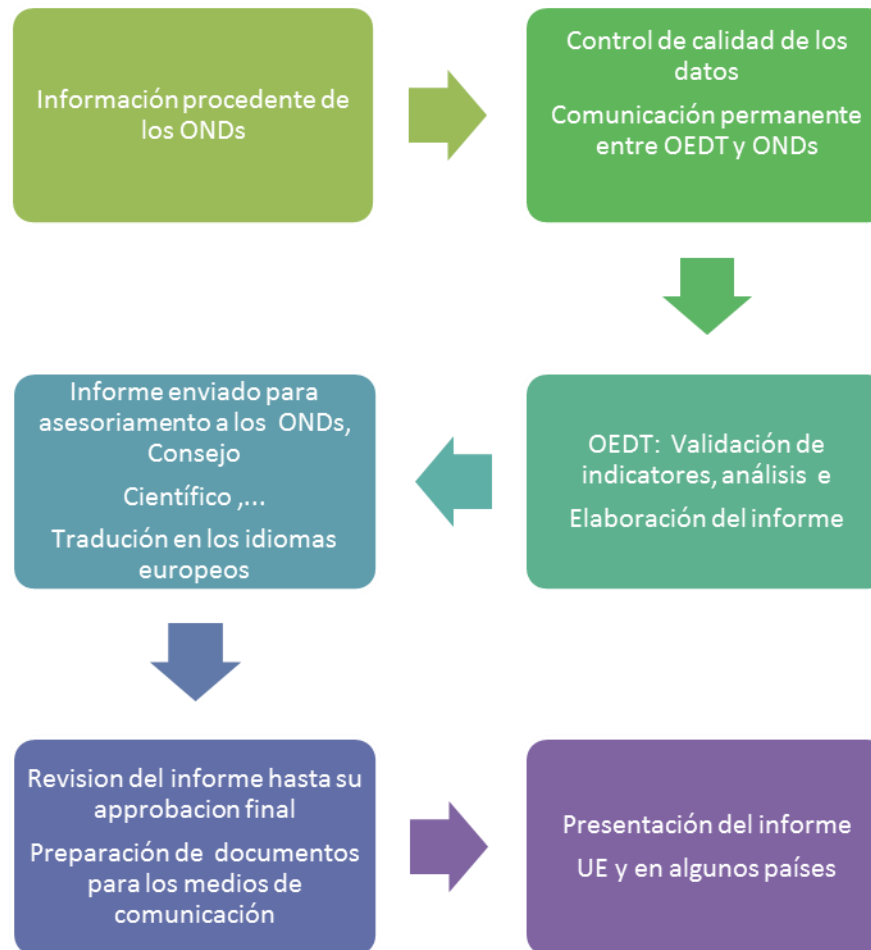 Información procedente de
los ONDs
Control de calidad de los
datos
Comunicación permanente
entre OEDT y ONDs
OEDT: Validación de
indicatores, análisis e
Elaboración del informe
Informe enviado para
asesoriamento a los ONDs,
Consejo
Científico ,...
Tradución en los idiomas
europeos
Revision del informe hasta su
approbacion final
Preparación de documentos
para los medios de
comunicación
Presentación del informe
UE y en algunos países